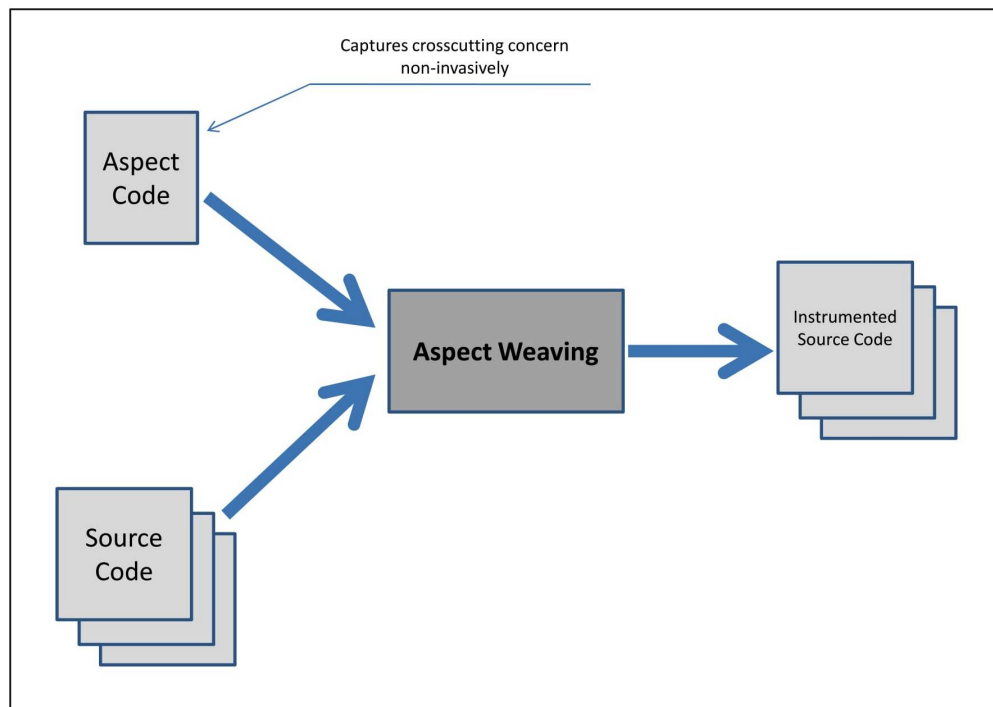 Captures crosscutting concern
non-invasively
Aspect
Code
Aspect Weaving
Instrumented
Source Code
Source
Code